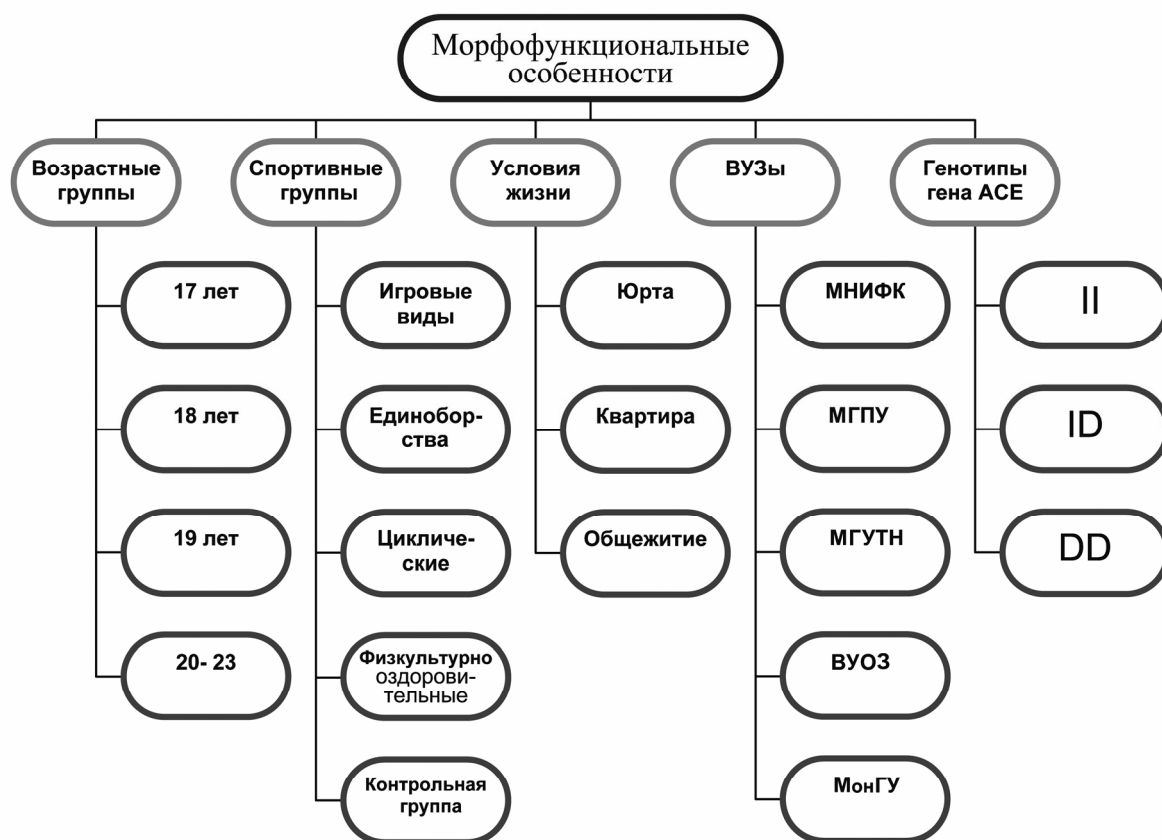 Морфофункциональные
особенности
Возрастные
группы
Спортивные
группы
Условия
жизни
ВУЗы
Генотипы
гена АСЕ
17 лет
18 лет
19 лет
20- 23
Игровые
виды
Единобор-
ства
Цикличе-
ские
Физкультурно
оздорови-
тельные
Контрольная
группа
Юрта
Квартира
Общежитие
МНИФК
МГПУ
МГУТН
ВУОЗ
МонГУ
II
ID
DD